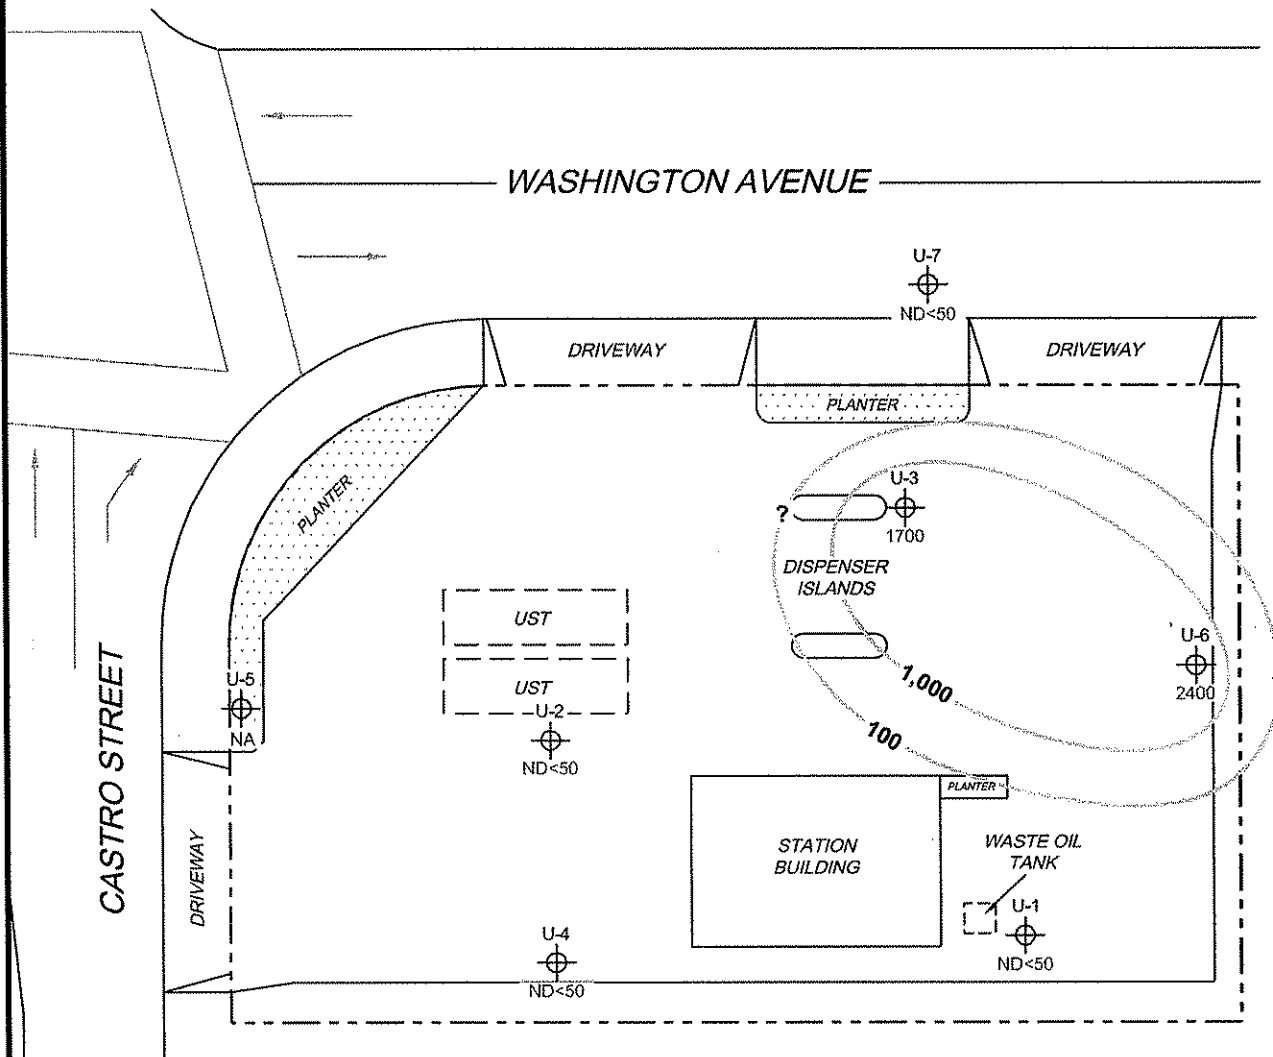 WASHINGTON AVENUE
U-7
ND<50
DRIVEWAY
DRIVEWAY
PLANTER
PLANTER
U-3
1700
?
DISPENSER
ISLANDS
UST
UST
U-6
2400
1,000
100
U-5
NA
U-2
ND<50
CASTRO STREET
DRIVEWAY
PLANTER
STATION
BUILDING
WASTE OIL
TANK
U-1
ND<50
U-4
ND<50